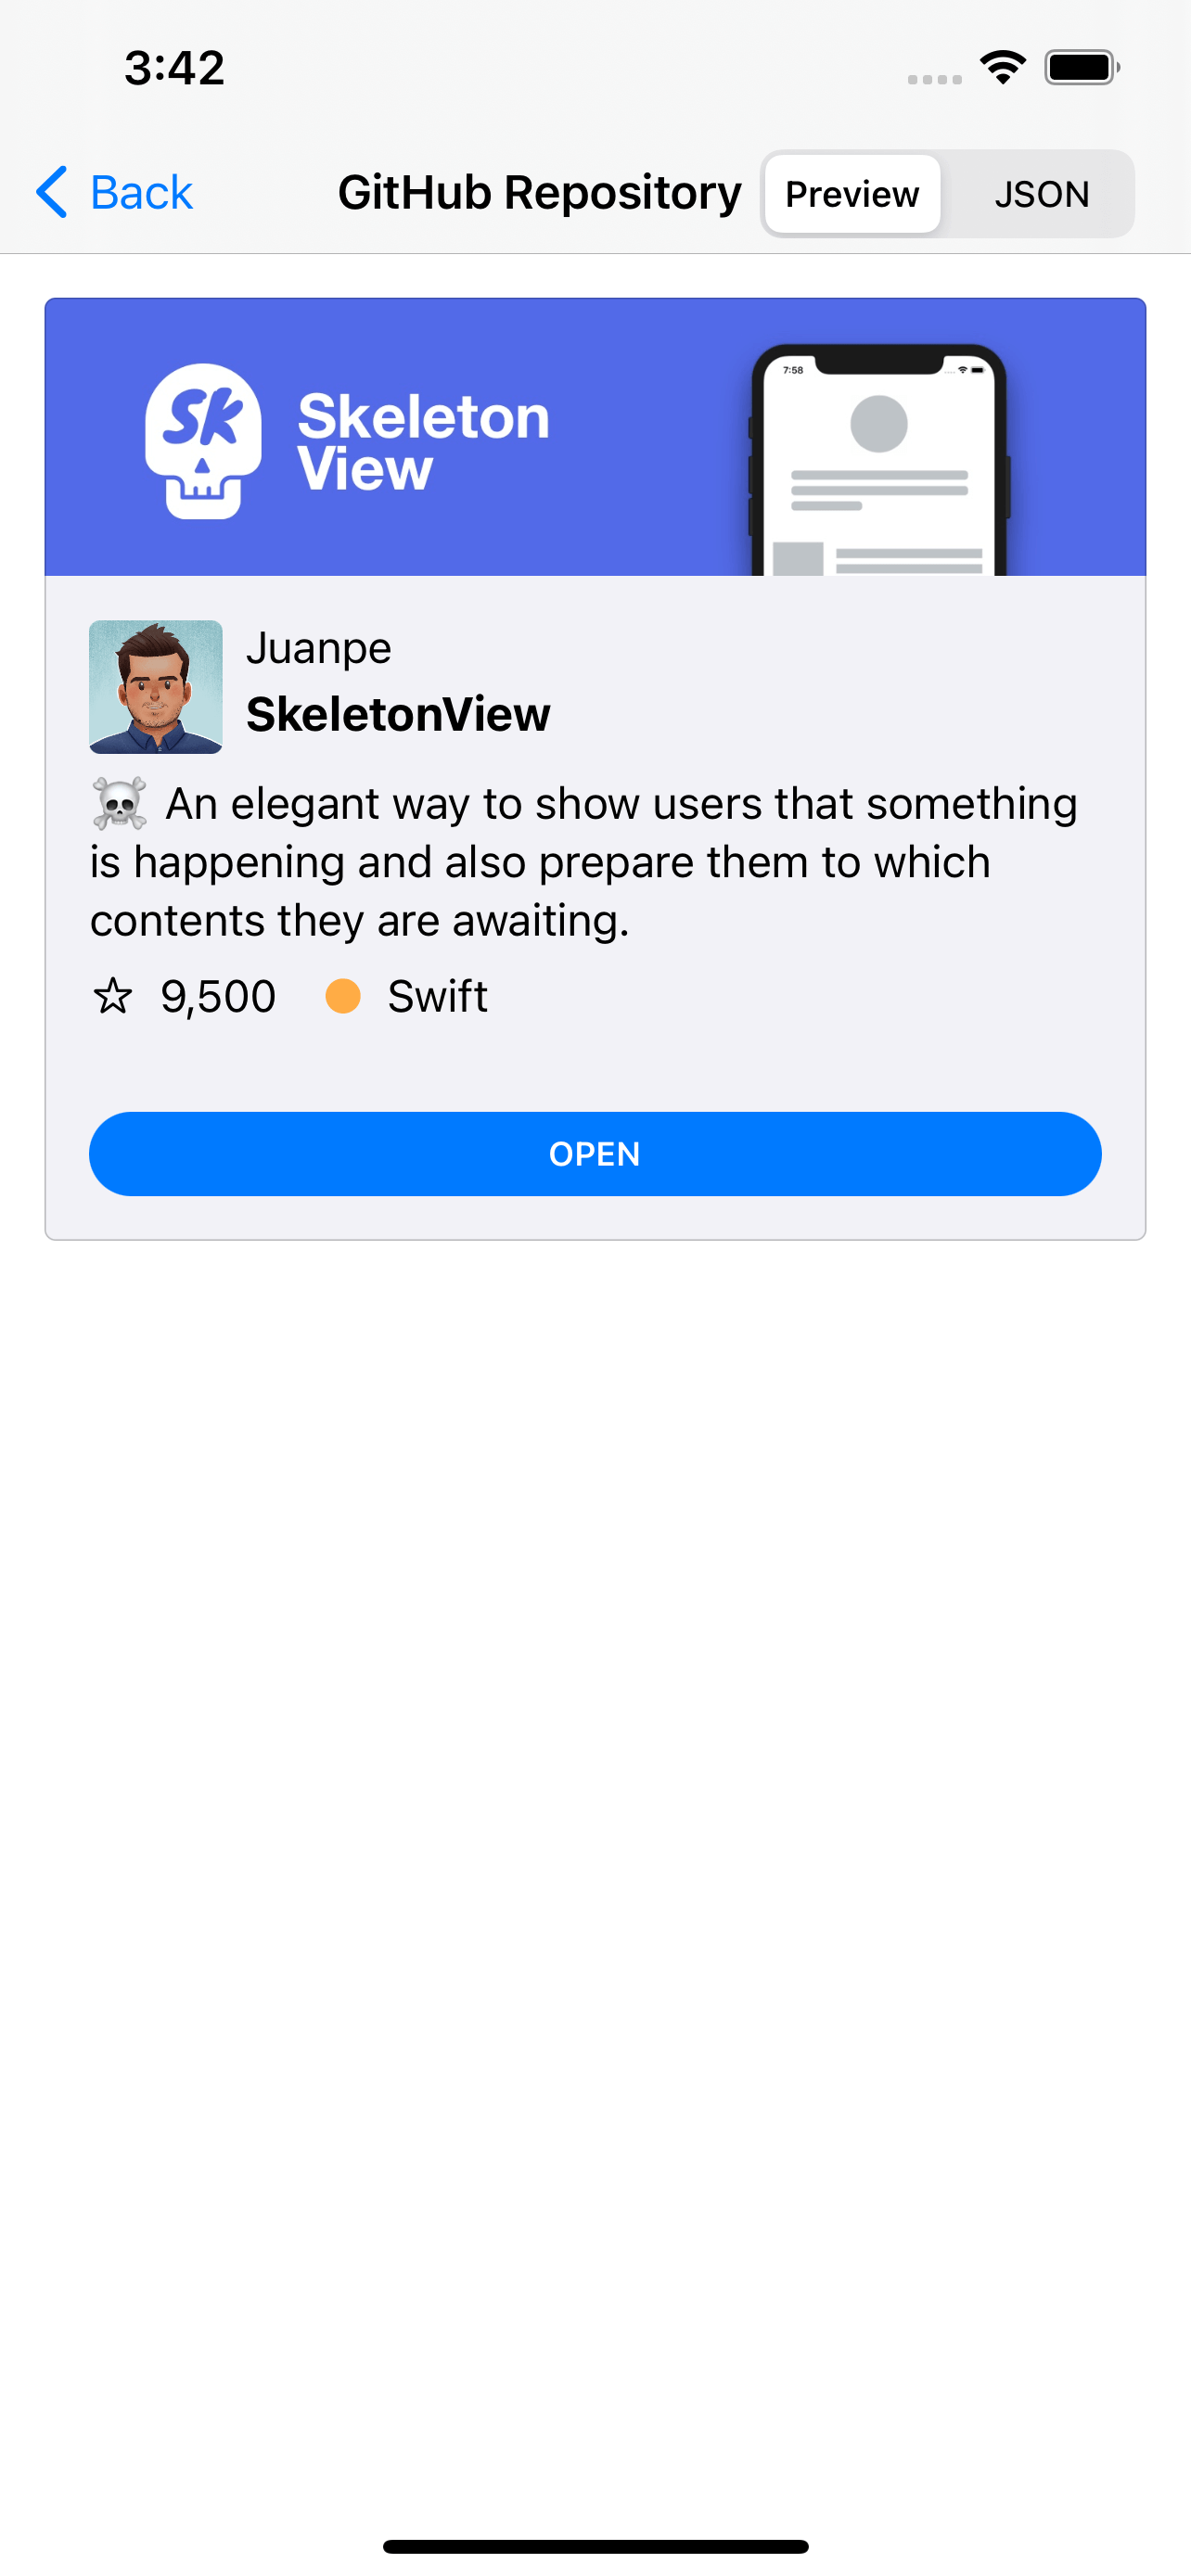 3:42
Back GitHub Repository Preview JSON
7:58
SK
Skeleton
View
Juanpe
SkeletonView
☠️ An elegant way to show users that something
is happening and also prepare them to which
contents they are awaiting.
☆ 9,500 Swift
OPEN